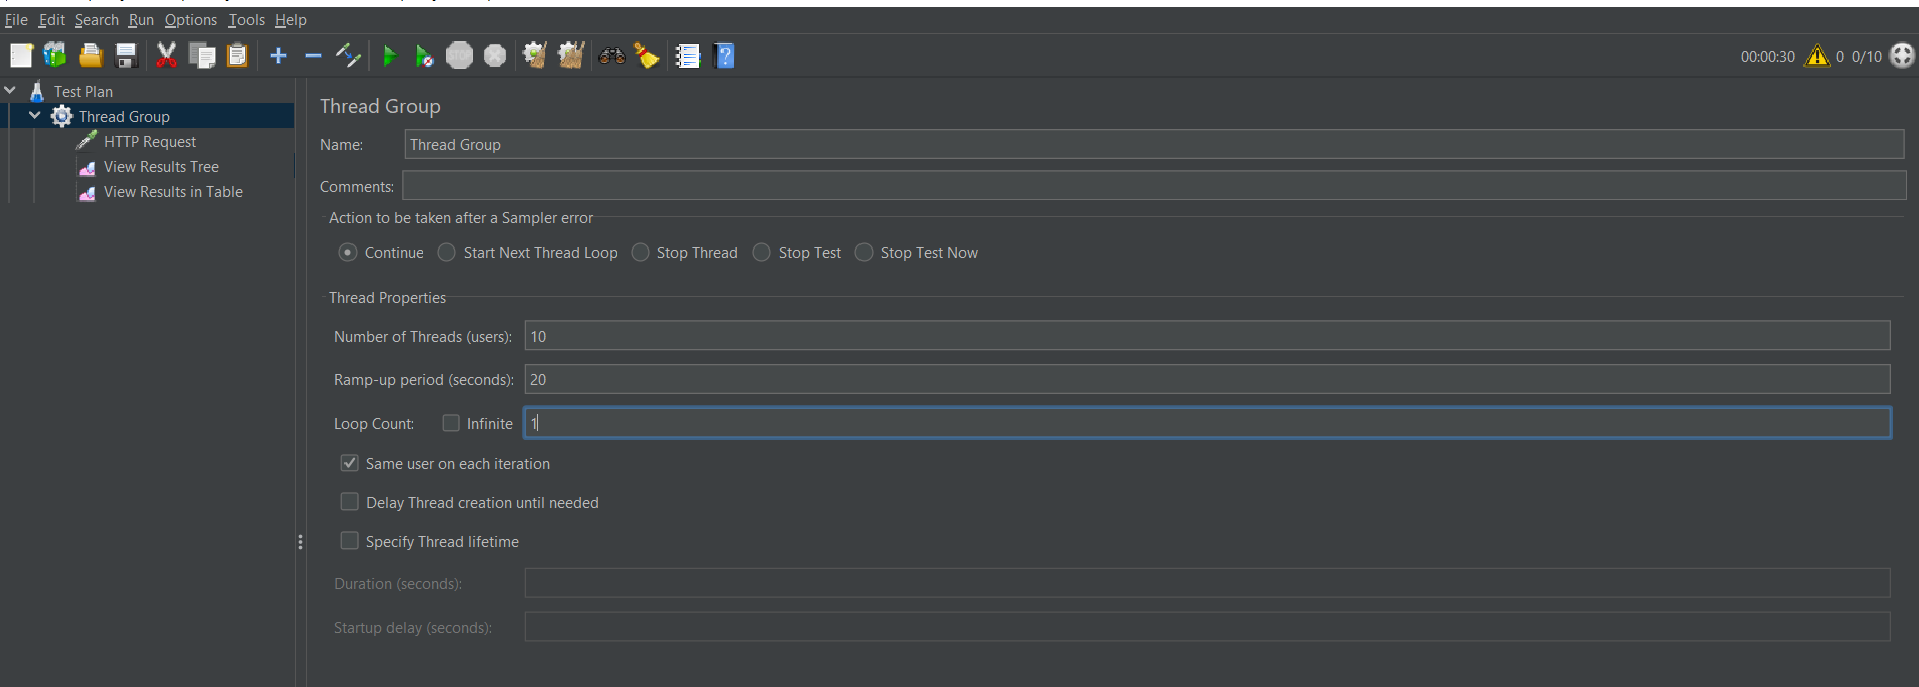 File Edit Search Run Options Tools Help
00:00:30 0 0/10
Test Plan
Thread Group
HTTP Request
View Results Tree
View Results in Table
Thread Group
Name: Thread Group
Comments:
Action to be taken after a Sampler error
Continue Start Next Thread Loop Stop Thread Stop Test Stop Test Now
Thread Properties
Number of Threads (users): 10
Ramp-up period (seconds): 20
Loop Count: Infinite 1
Same user on each iteration
Delay Thread creation until needed
Specify Thread lifetime
Duration (seconds):
Startup delay (seconds):